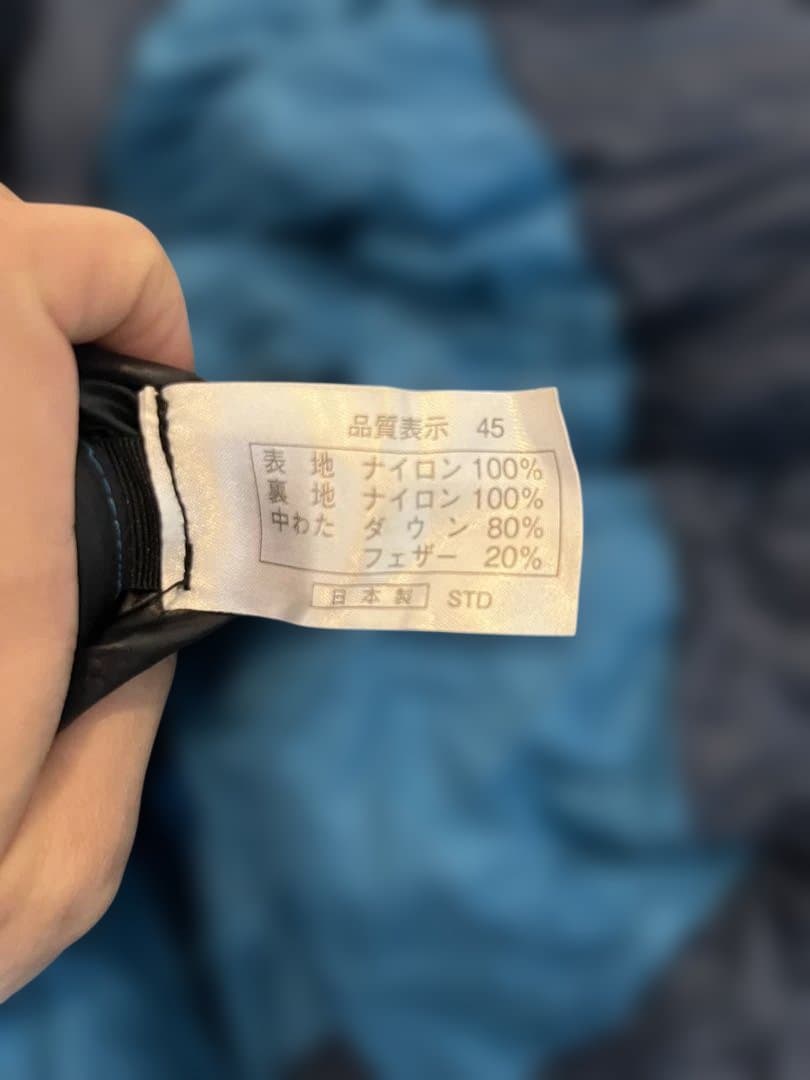 品質表示 45
表地 ナイロン 100%
裏地 ナイロン 100%
中わた ダウン 80%
フェザー 20%
日本製 STD